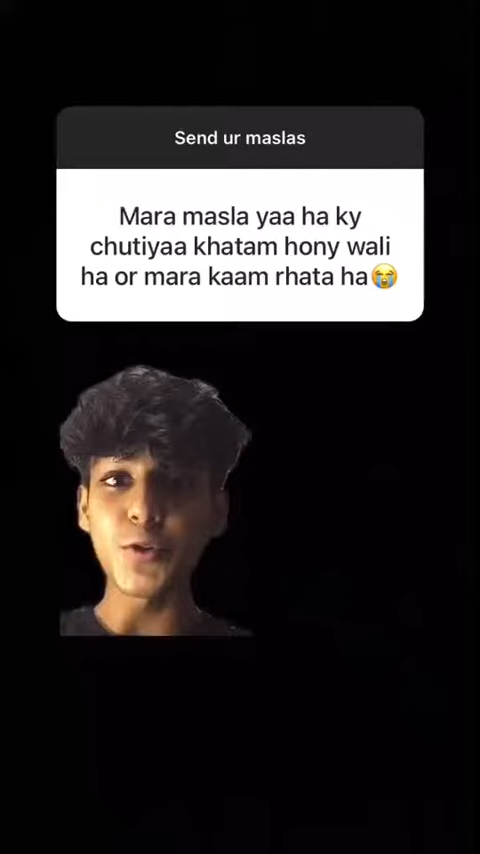 Send ur maslas
Mara masla yaa ha ky
chutiyaa khatam hony wali
ha or mara kaam rhata ha😭